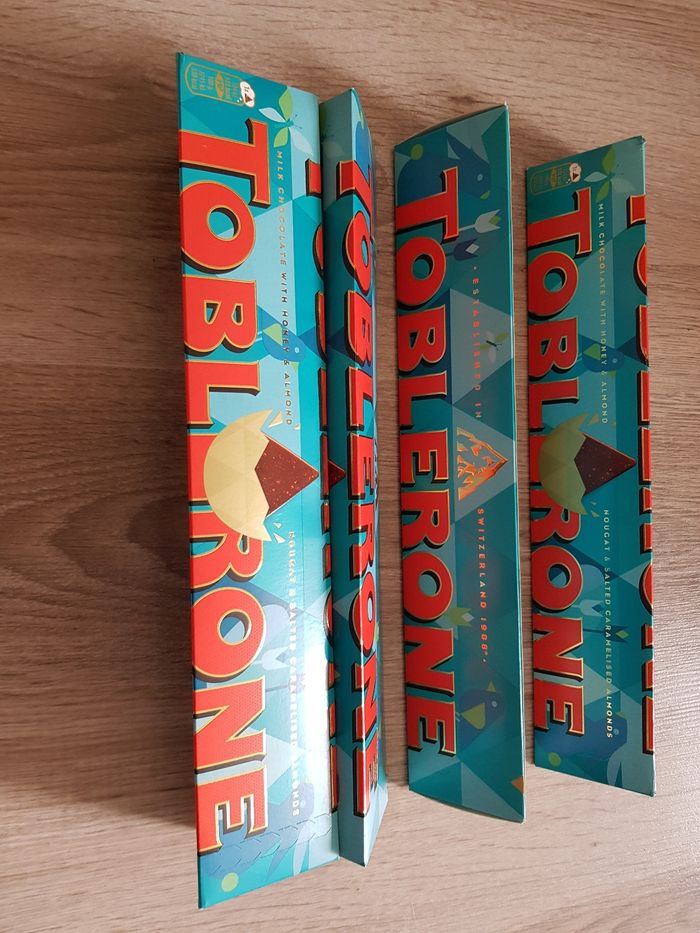 TOBLERONE
MILK CHOCOLATE WITH HONEY & ALMOND
NOUGAT & SALTED CARAMELISED ALMONDS
TOBLERONE
TOBLERONE
• ESTABLISHED IN
SWITZERLAND 1908® •
TOBLERONE
MILK CHOCOLATE WITH HONEY & ALMOND
NOUGAT & SALTED CARAMELISED ALMONDS